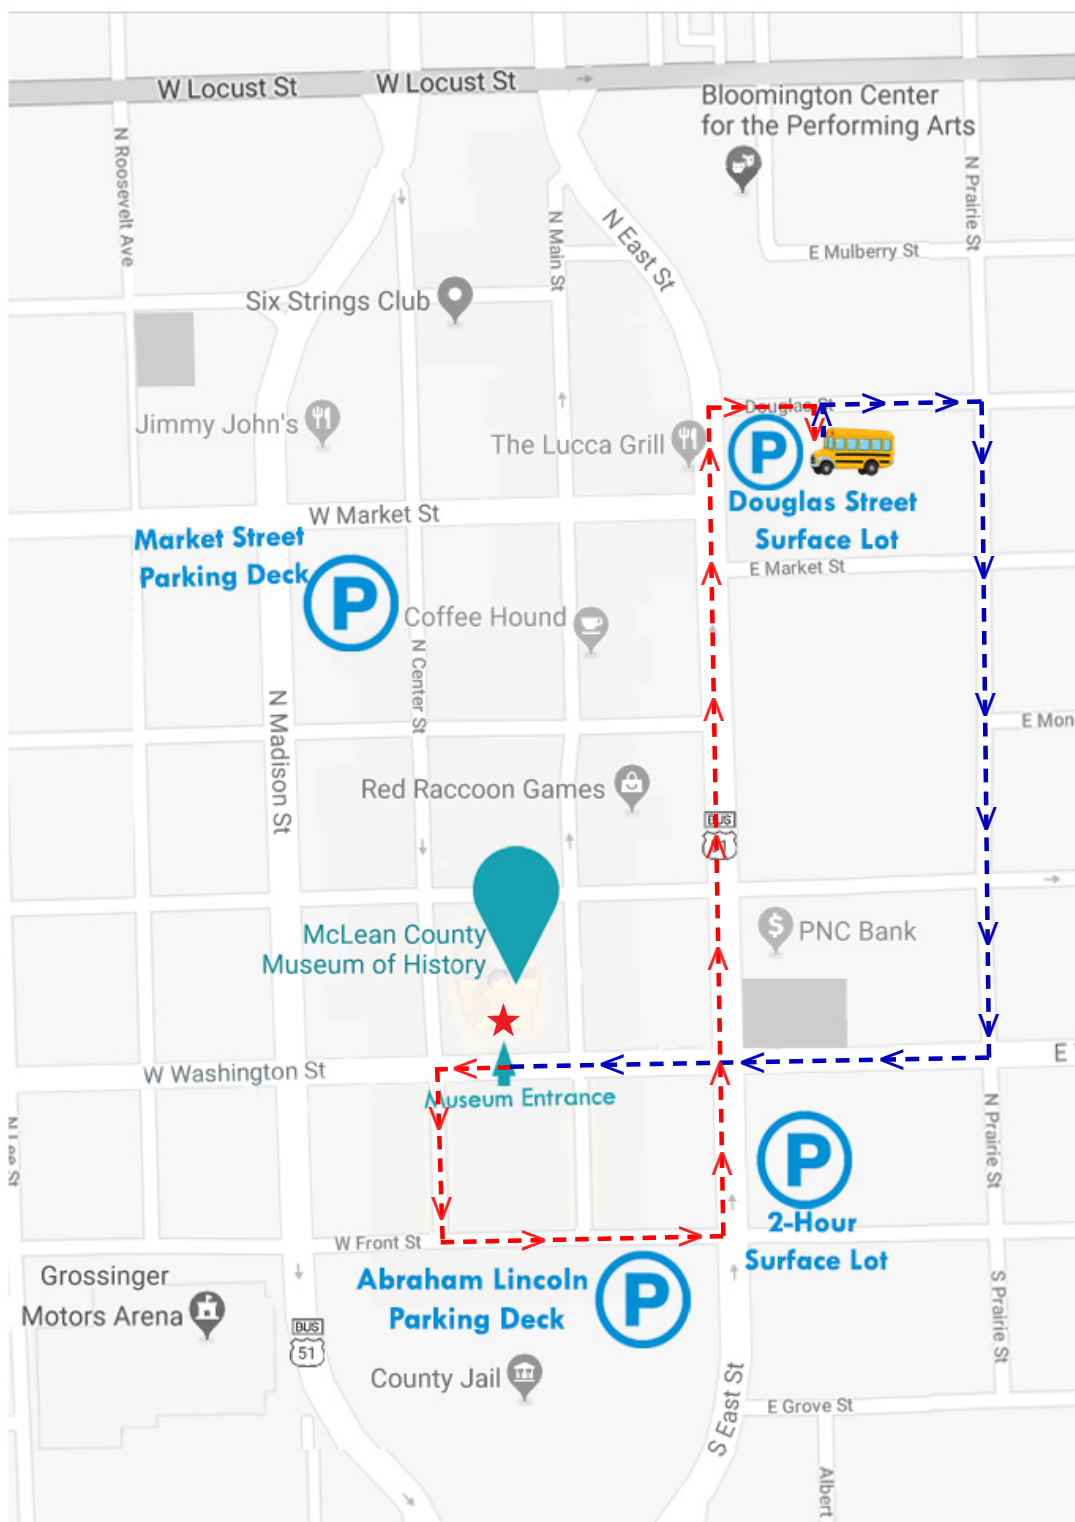 W Locust St
W Locust St
Bloomington Center
for the Performing Arts
N Roosevelt Ave
N Prairie St
N Main St
N East St
E Mulberry St
Six Strings Club
Jimmy John's
The Lucca Grill
Douglas St
P
Douglas Street
Surface Lot
W Market St
Market Street
Parking Deck
P
E Market St
Coffee Hound
N Center St
N Madison St
E Mon
Red Raccoon Games
BUS
51
McLean County
Museum of History
PNC Bank
W Washington St
E
Museum Entrance
N Lee St
N Prairie St
P
2-Hour
Surface Lot
W Front St
Grossinger
Motors Arena
Abraham Lincoln
Parking Deck
P
S Prairie St
BUS
51
County Jail
S East St
E Grove St
Albert